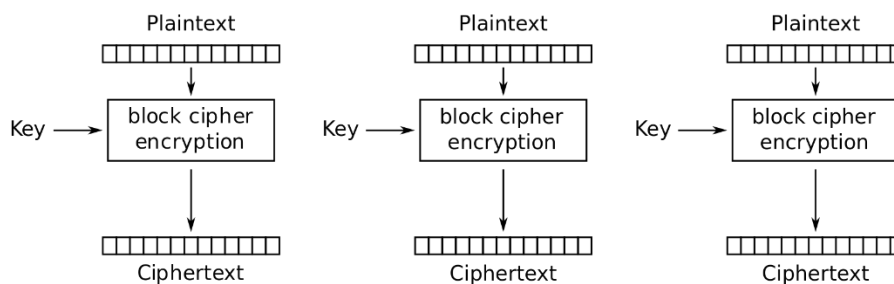 Plaintext
Plaintext
Plaintext
Key
block cipher
encryption
Key
block cipher
encryption
Key
block cipher
encryption
Ciphertext
Ciphertext
Ciphertext